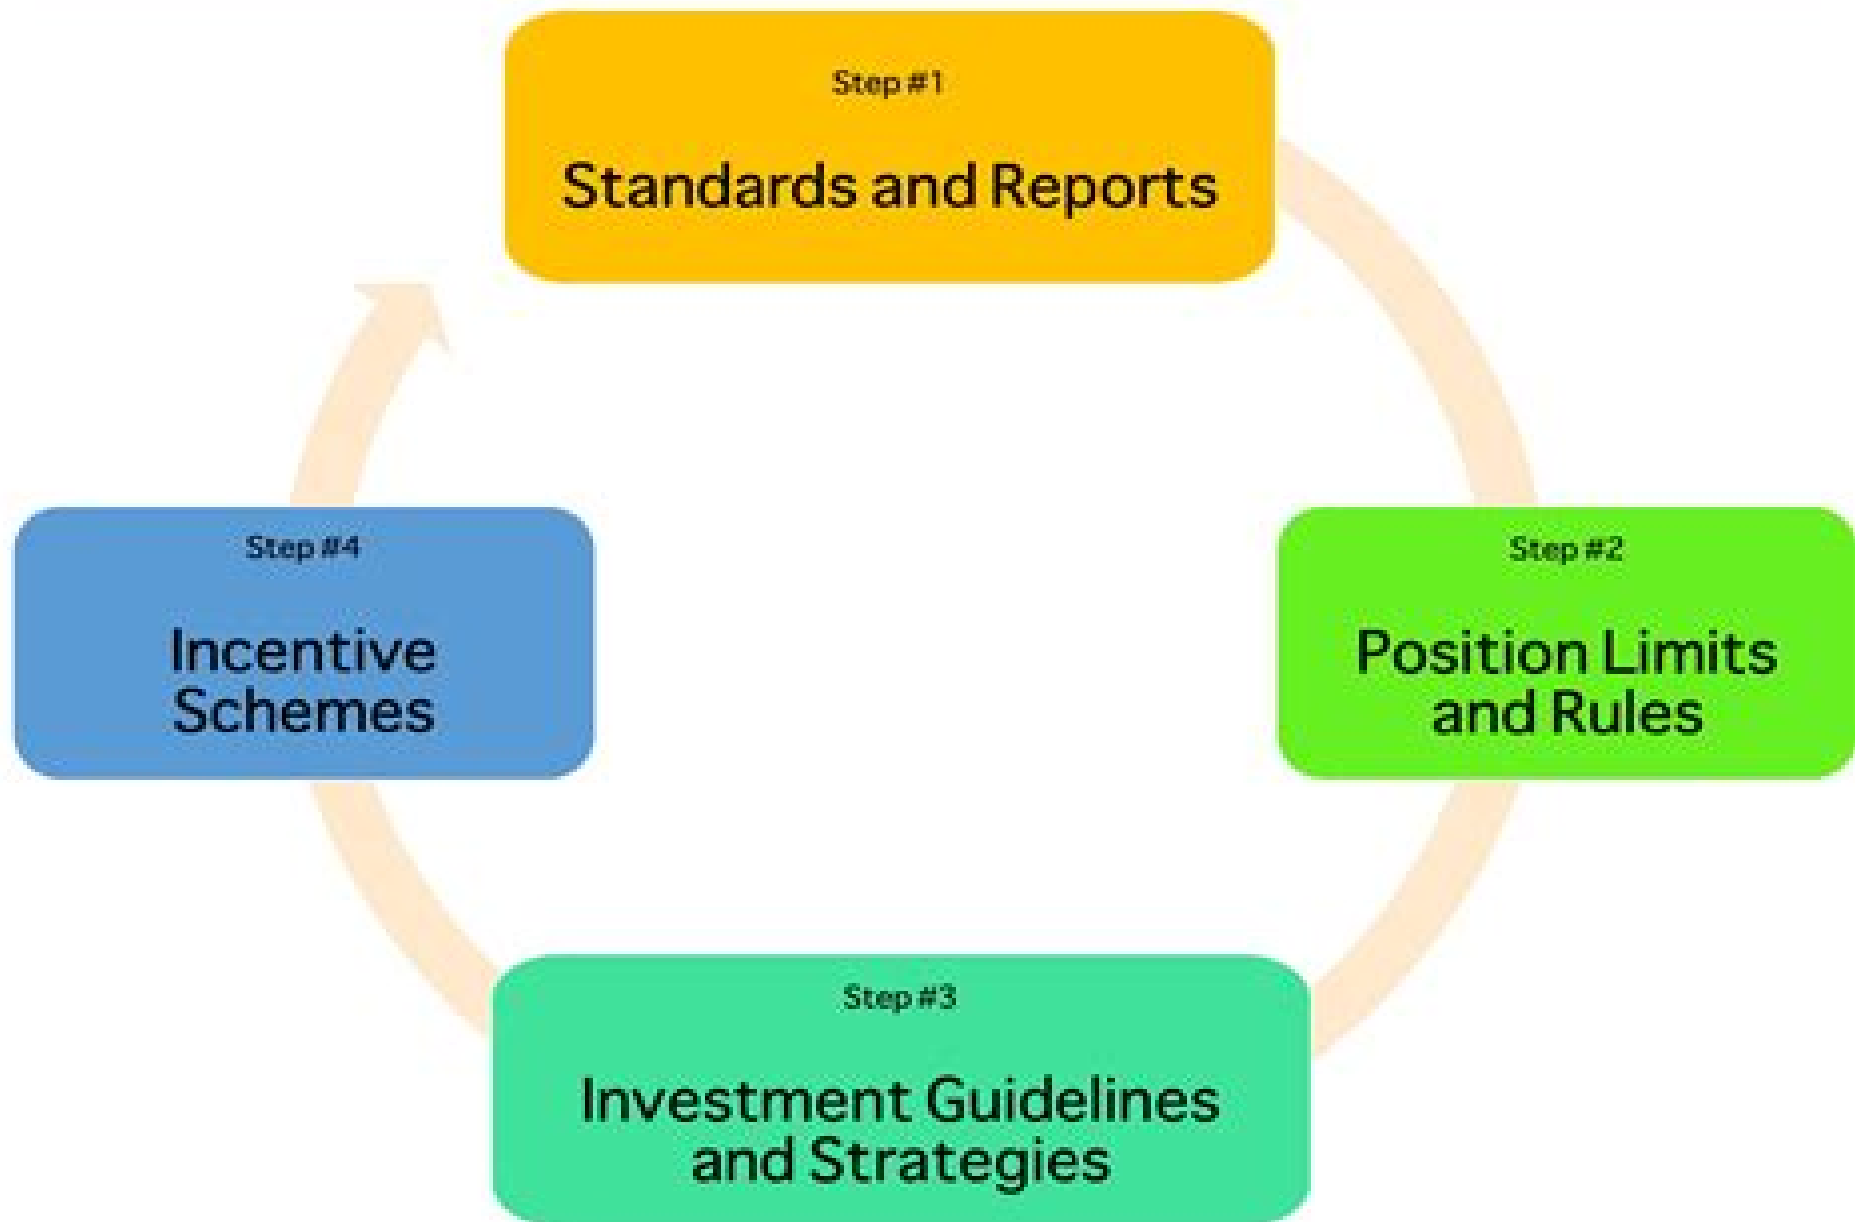 Step #1
Standards and Reports
Step #2
Position Limits
and Rules
Step #3
Investment Guidelines
and Strategies
Step #4
Incentive
Schemes